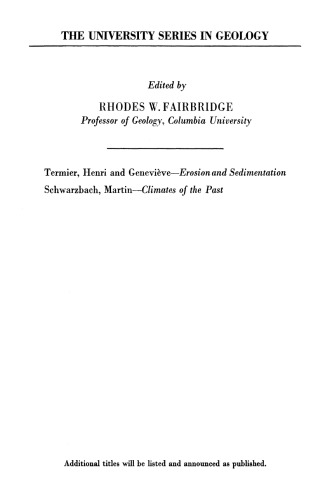 THE UNIVERSITY SERIES IN GEOLOGY
Edited by
RHODES W. FAIRBRIDGE
Professor of Geology, Columbia University
Termier, Henri and Geneviève—Erosion and Sedimentation
Schwarzbach, Martin—Climates of the Past
Additional titles will be listed and announced as published.